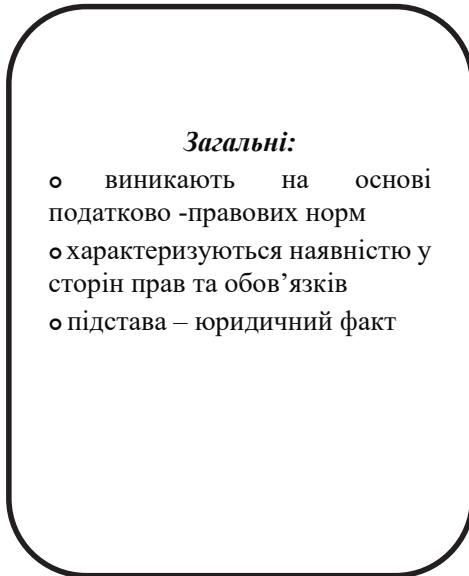 Загальні:
о виникають на основі
податково -правових норм
о характеризуються наявністю у
сторін прав та обов’язків
о підстава – юридичний факт